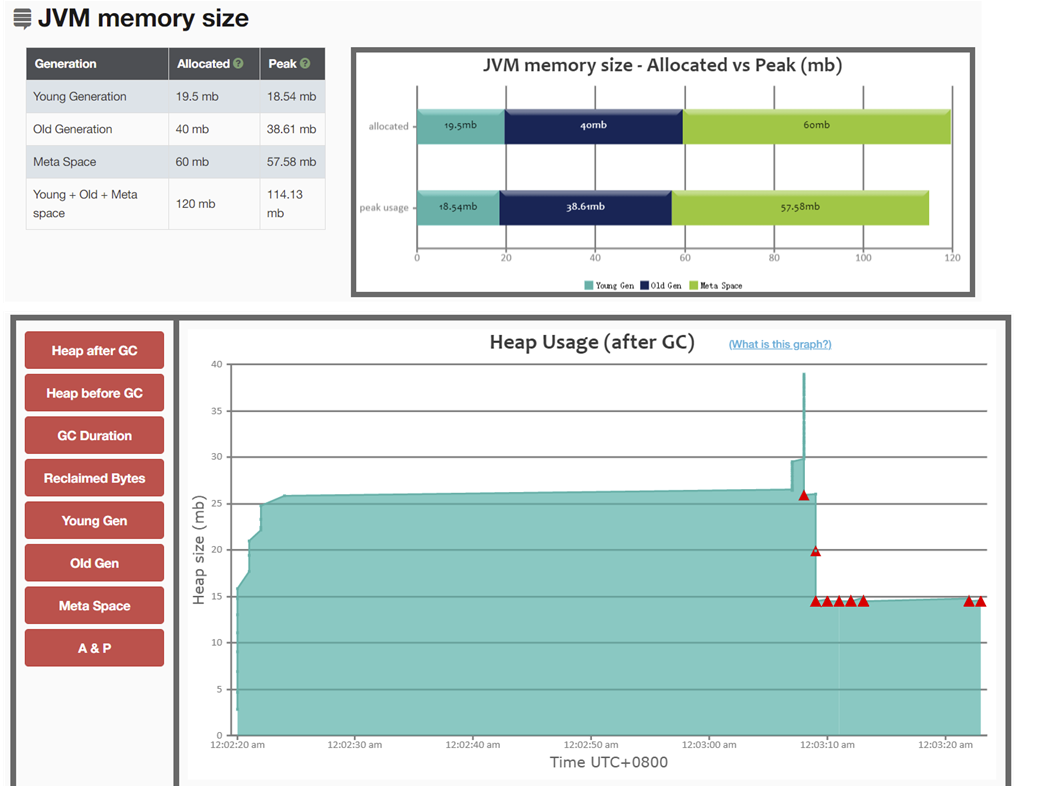 JVM memory size
Generation Allocated Peak
Young Generation 19.5 mb 18.54 mb
Old Generation 40 mb 38.61 mb
Meta Space 60 mb 57.58 mb
Young + Old + Meta
space 120 mb 114.13
mb
JVM memory size - Allocated vs Peak (mb)
allocated 19.5mb 40mb 60mb
peak usage 18.54mb 38.61mb 57.58mb
0 20 40 60 80 100 120
Young Gen Old Gen Meta Space
Heap after GC
Heap before GC
GC Duration
Reclaimed Bytes
Young Gen
Old Gen
Meta Space
A & P
Heap Usage (after GC) (What is this graph?)
Heap size (mb)
40
35
30
25
20
15
10
5
0
12:02:20 am 12:02:30 am 12:02:40 am 12:02:50 am 12:03:00 am 12:03:10 am 12:03:20 am
Time UTC+0800